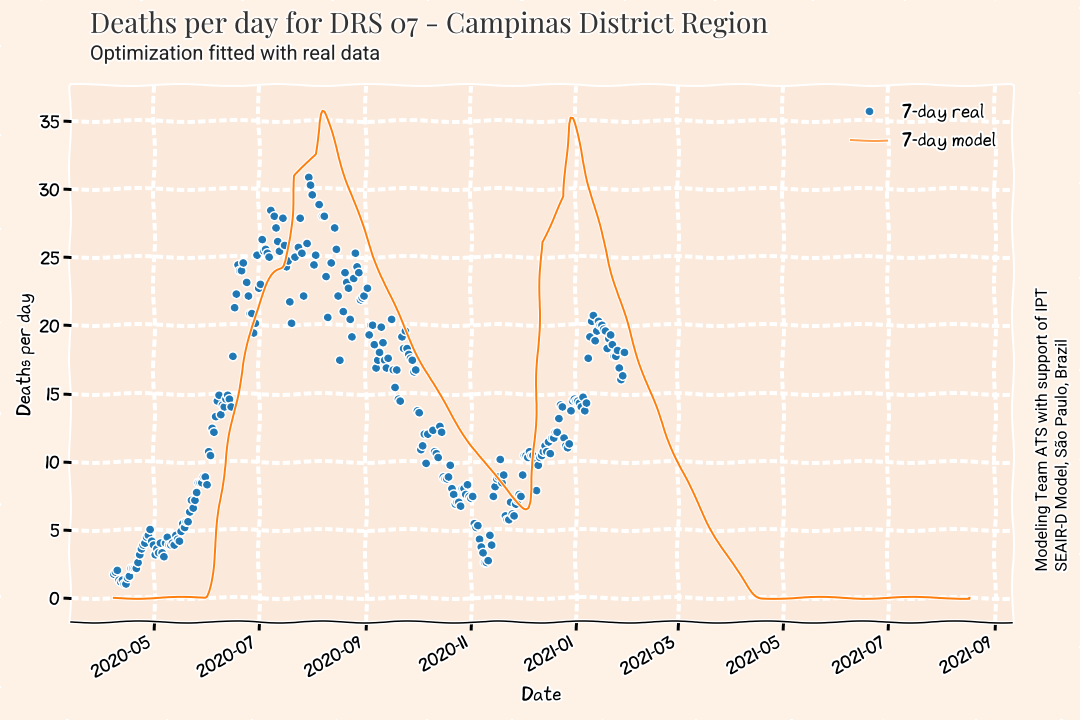 Deaths per day for DRS 07 - Campinas District Region
Optimization fitted with real data
7-day real
7-day model
35
30
25
20
15
10
5
0
Deaths per day
2020-05
2020-07
2020-09
2020-11
2021-01
2021-03
2021-05
2021-07
2021-09
Date
Modeling Team ATS with support of IPT
SEAIR-D Model, São Paulo, Brazil